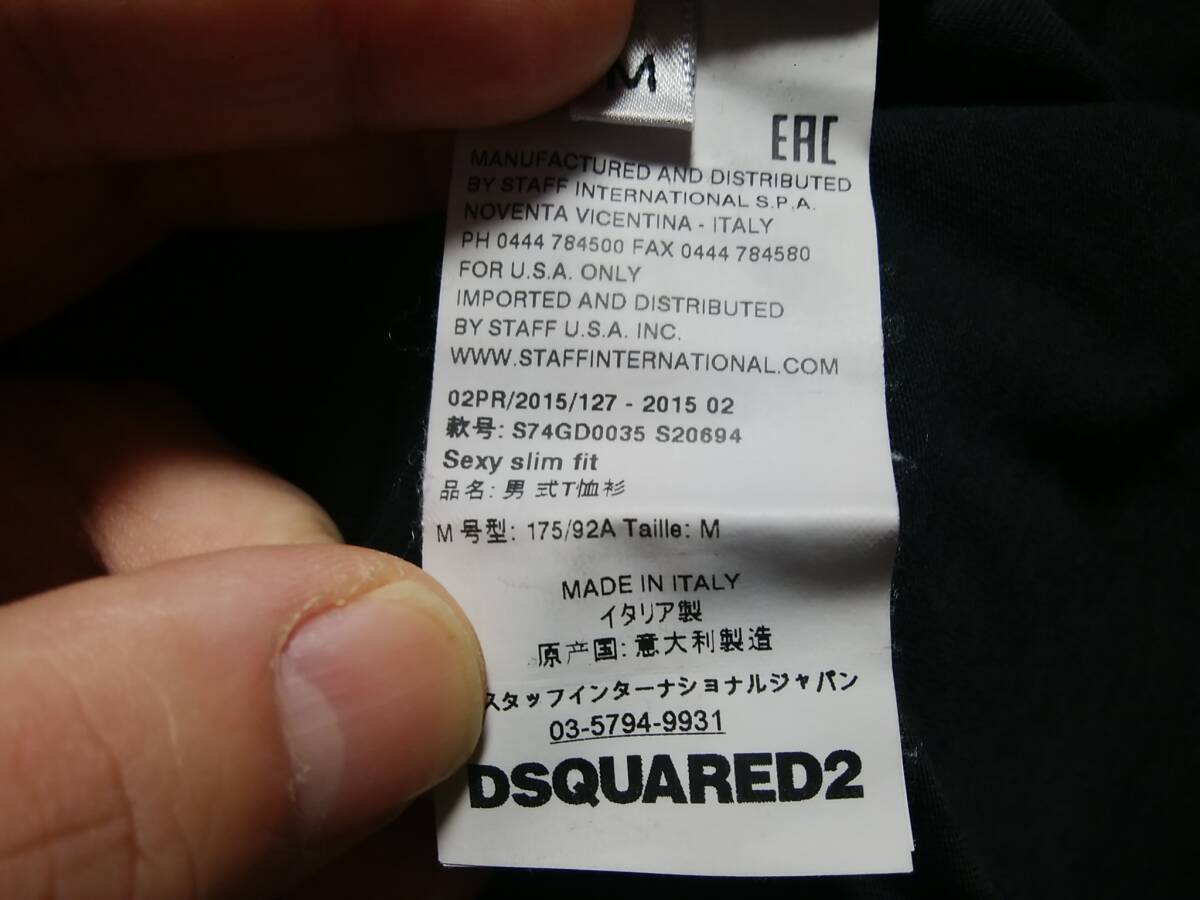 M
EAC
MANUFACTURED AND DISTRIBUTED
BY STAFF INTERNATIONAL S.P.A.
NOVENTA VICENTINA - ITALY
PH 0444 784500 FAX 0444 784580
FOR U.S.A. ONLY
IMPORTED AND DISTRIBUTED
BY STAFF U.S.A. INC.
WWW.STAFFINTERNATIONAL.COM
02PR/2015/127 - 2015 02
款号: S74GD0035 S20694
Sexy slim fit
品名: 男 式T恤衫
M 号型: 175/92A Taille: M
MADE IN ITALY
イタリア製
原产国: 意大利製造
スタッフインターナショナルジャパン
03-5794-9931
DSQUARED2